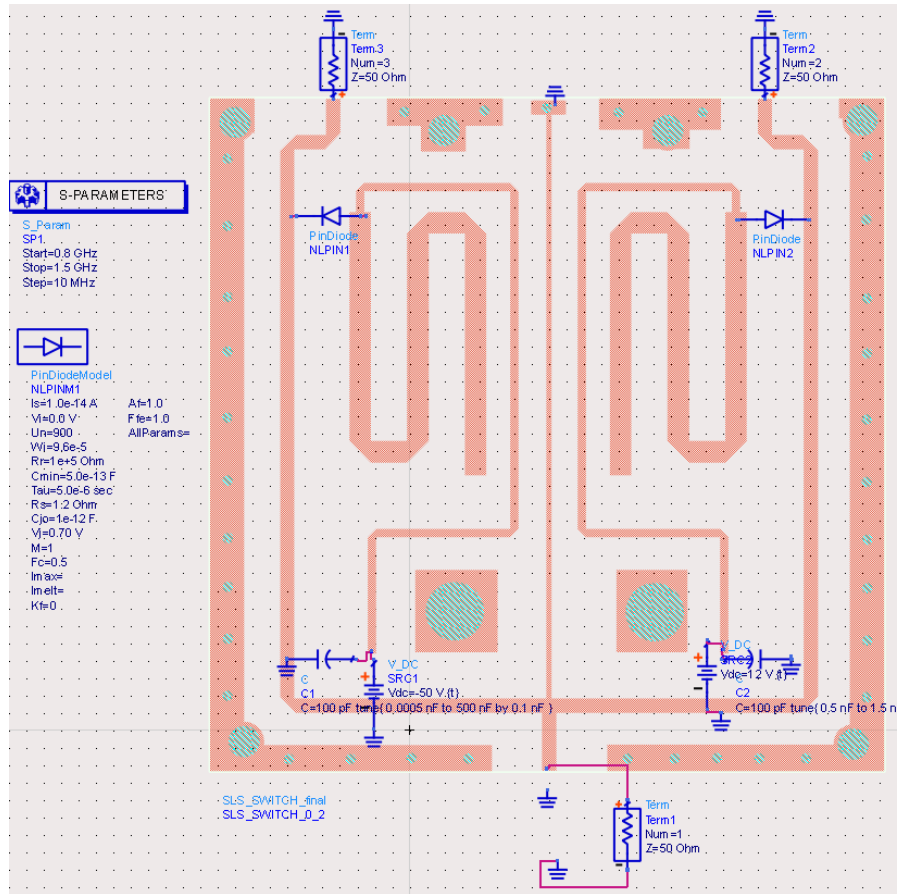 Term
Term3
Num=3
Z=50 Ohm
Term
Term2
Num=2
Z=50 Ohm
S-PARAMETERS
S_Param
SP1
Start=0.8 GHz
Stop=1.5 GHz
Step=10 MHz
PinDiode
NLPIN1
PinDiode
NLPIN2
PinDiodeModel
NLPINM1
Is=1.0e-14 A
Vi=0.0 V
Un=900
Wi=9.6e-5
Rr=1e+5 Ohm
Cmin=5.0e-13 F
Tau=5.0e-6 sec
Rs=1.2 Ohm
Cjo=1e-12 F
Vj=0.70 V
M=1
Fc=0.5
Imax=
Imelt=
Kf=0
Af=1.0
Ffe=1.0
AllParams=
C
C1
C=100 pF tune{ 0.0005 nF to 500 nF by 0.1 nF }
V_DC
SRC1
Vdc=-50 V {t}
V_DC
SRC2
Vdc=12 V {t}
C
C2
C=100 pF tune{ 0.5 nF to 1.5 n
SLS_SWITCH_final
SLS_SWITCH_0_2
Term
Term1
Num=1
Z=50 Ohm